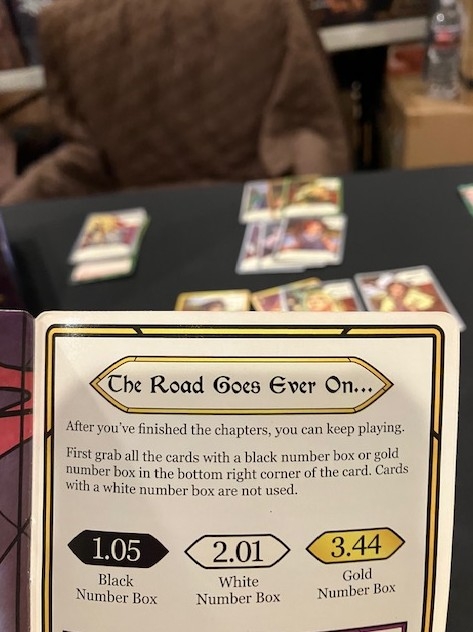 The Road Goes Ever On...
After you've finished the chapters, you can keep playing.
First grab all the cards with a black number box or gold
number box in the bottom right corner of the card. Cards
with a white number box are not used.
1.05 2.01 3.44
Black White Gold
Number Box Number Box Number Box